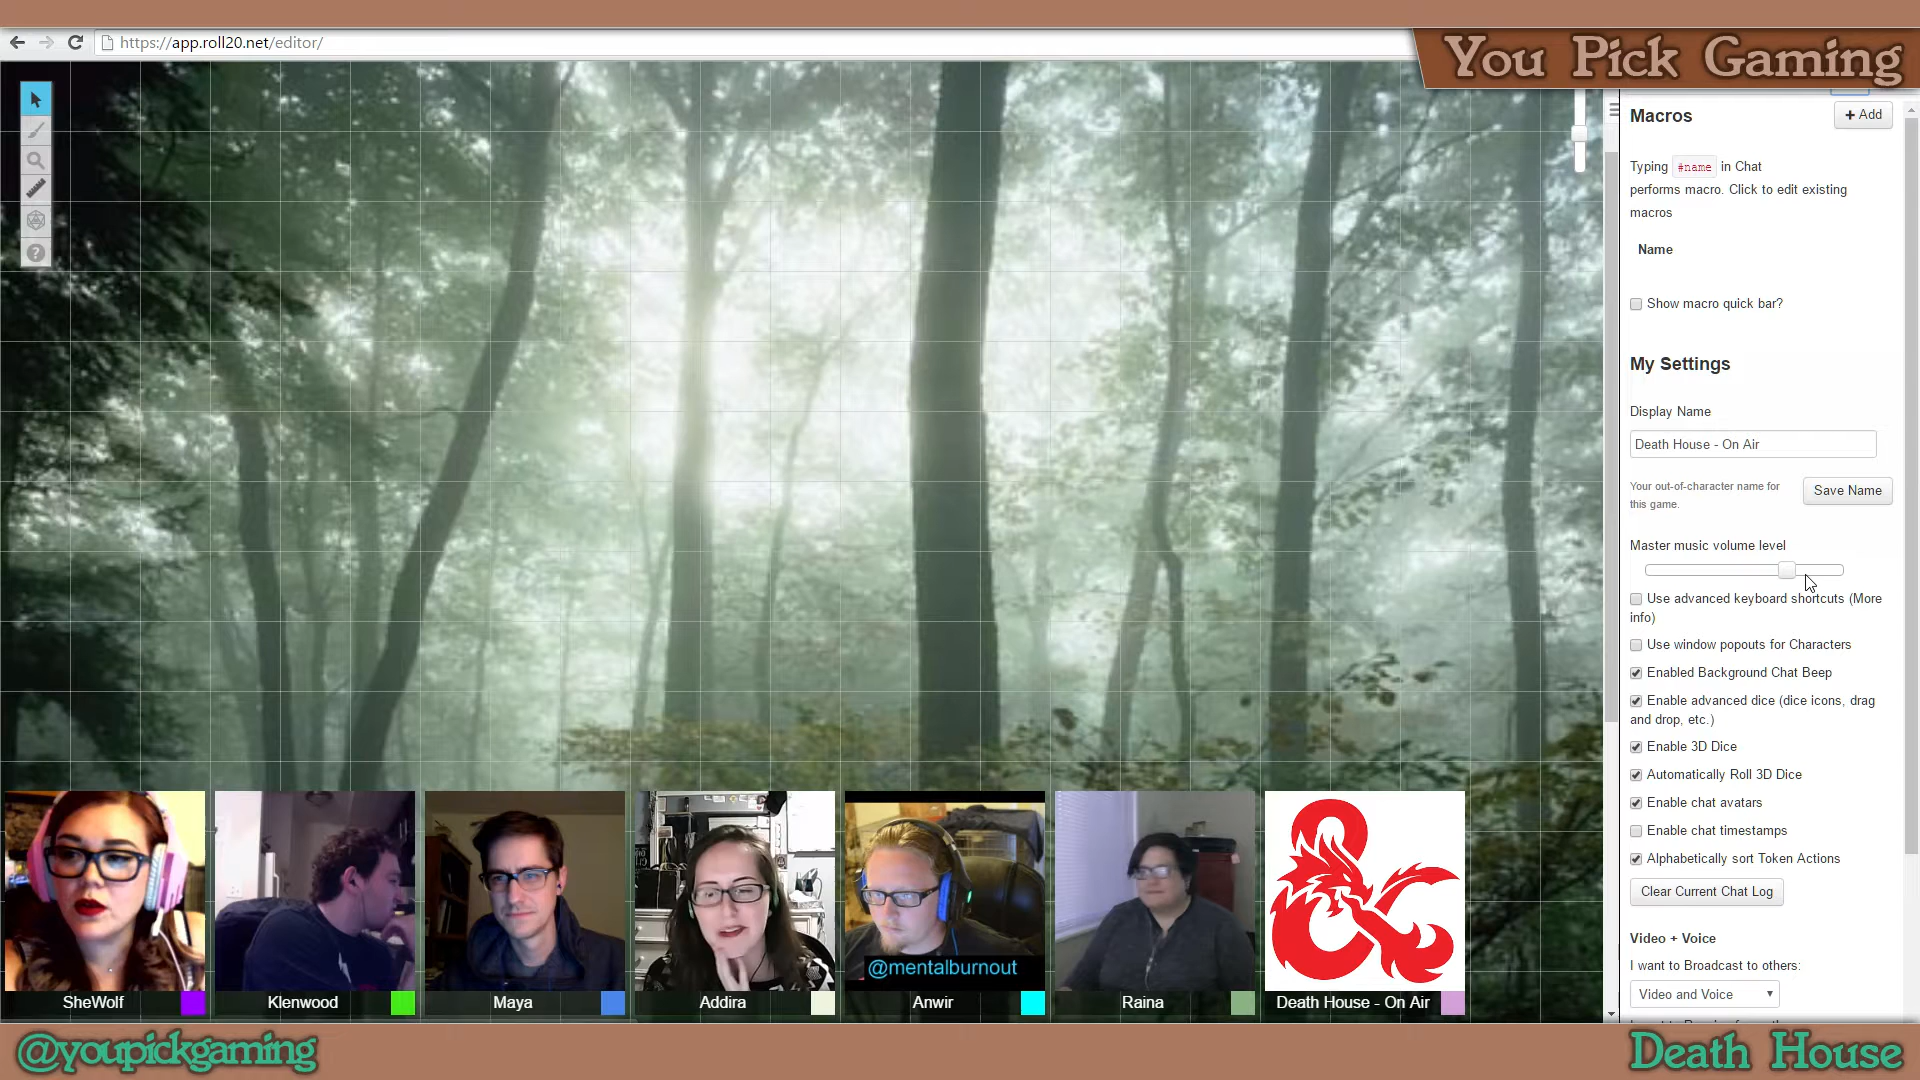 https://app.roll20.net/editor/
You Pick Gaming
Macros
+ Add
Typing #name in Chat
performs macro. Click to edit existing
macros
Name
Show macro quick bar?
My Settings
Display Name
Death House - On Air
Your out-of-character name for
this game.
Save Name
Master music volume level
Use advanced keyboard shortcuts (More
info)
Use window popouts for Characters
Enabled Background Chat Beep
Enable advanced dice (dice icons, drag
and drop, etc.)
Enable 3D Dice
Automatically Roll 3D Dice
Enable chat avatars
Enable chat timestamps
Alphabetically sort Token Actions
Clear Current Chat Log
Video + Voice
I want to Broadcast to others:
Video and Voice
@mentalburnout
SheWolf
Klenwood
Maya
Addira
Anwir
Raina
Death House - On Air
@youpickgaming
Death House